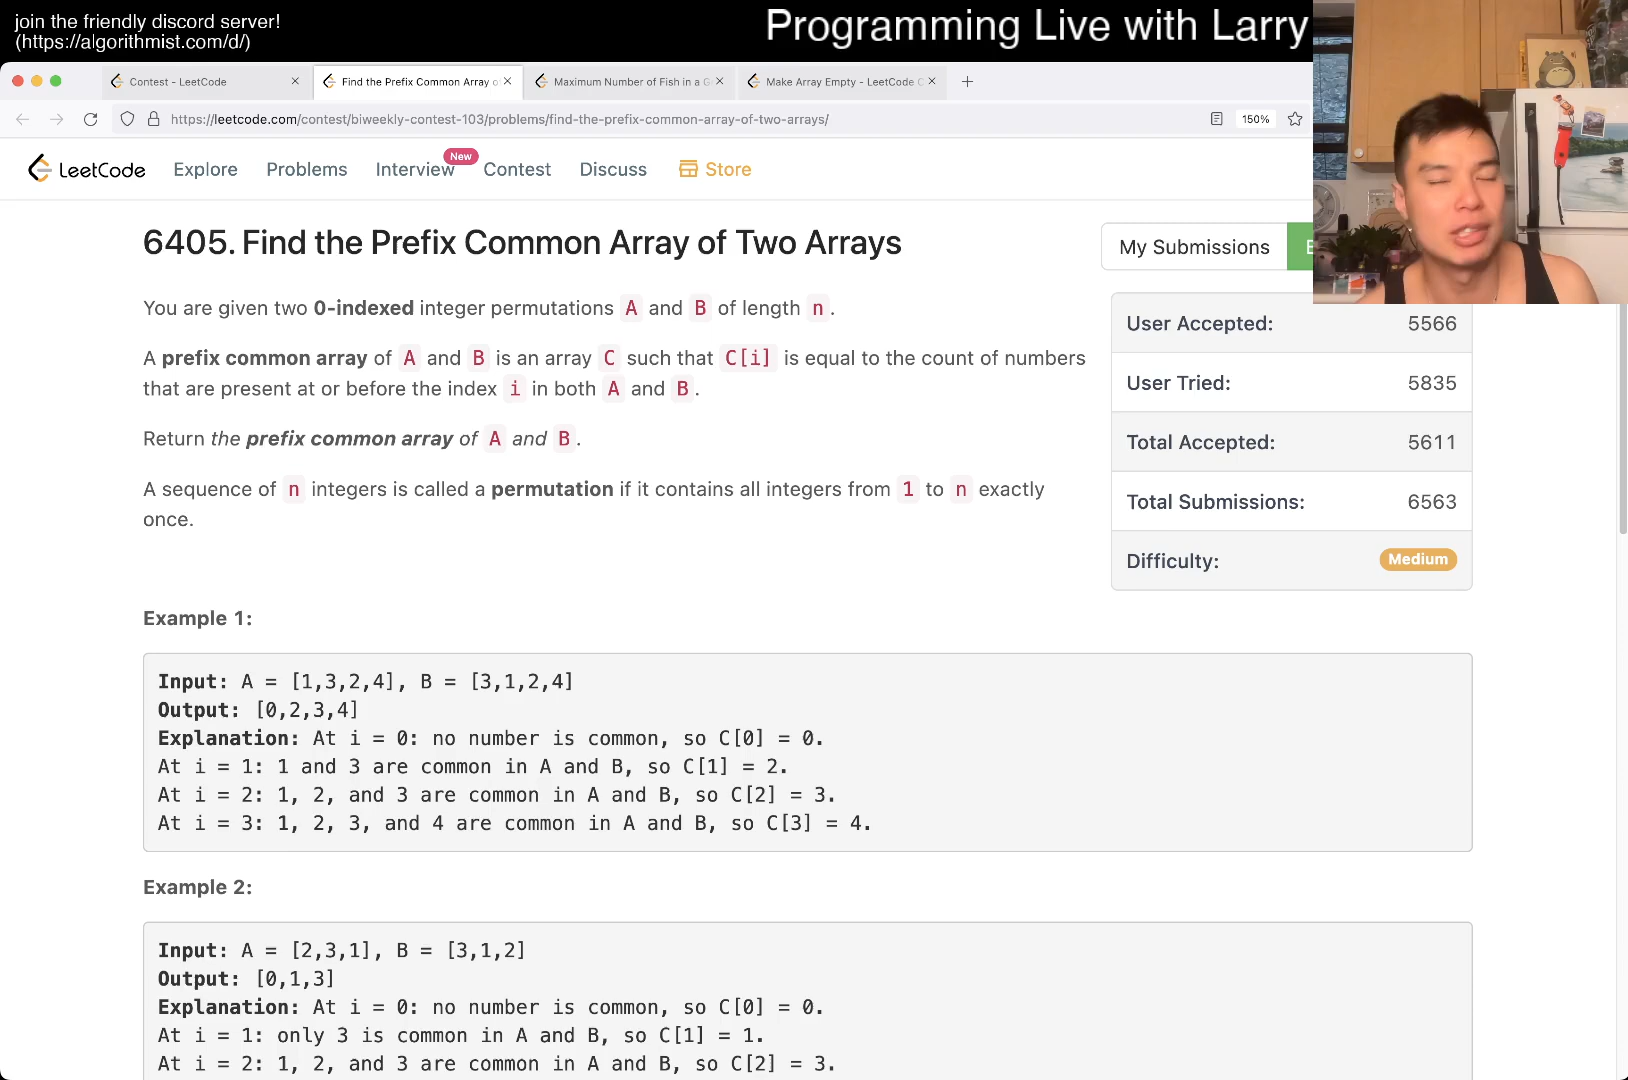 join the friendly discord server!
(https://algorithmist.com/d/)
Programming Live with Larry
Contest - LeetCode
Find the Prefix Common Array o
Maximum Number of Fish in a G
Make Array Empty - LeetCode C
https://leetcode.com/contest/biweekly-contest-103/problems/find-the-prefix-common-array-of-two-arrays/
150%
LeetCode
Explore
Problems
Interview
New
Contest
Discuss
Store
6405. Find the Prefix Common Array of Two Arrays
My Submissions
You are given two 0-indexed integer permutations A and B of length n.
A prefix common array of A and B is an array C such that C[i] is equal to the count of numbers
that are present at or before the index i in both A and B.
Return the prefix common array of A and B.
A sequence of n integers is called a permutation if it contains all integers from 1 to n exactly
once.
User Accepted: 5566
User Tried: 5835
Total Accepted: 5611
Total Submissions: 6563
Difficulty: Medium
Example 1:
Input: A = [1,3,2,4], B = [3,1,2,4]
Output: [0,2,3,4]
Explanation: At i = 0: no number is common, so C[0] = 0.
At i = 1: 1 and 3 are common in A and B, so C[1] = 2.
At i = 2: 1, 2, and 3 are common in A and B, so C[2] = 3.
At i = 3: 1, 2, 3, and 4 are common in A and B, so C[3] = 4.
Example 2:
Input: A = [2,3,1], B = [3,1,2]
Output: [0,1,3]
Explanation: At i = 0: no number is common, so C[0] = 0.
At i = 1: only 3 is common in A and B, so C[1] = 1.
At i = 2: 1, 2, and 3 are common in A and B, so C[2] = 3.